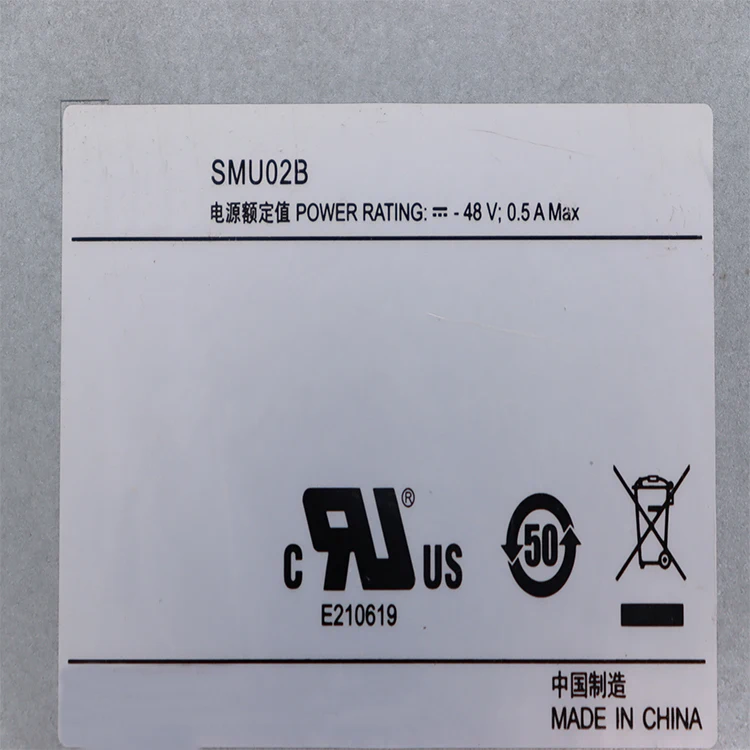 SMU02B
电源额定值 POWER RATING: ⎓ - 48 V; 0.5 A Max
C RU® US
50
E210619
中国制造
MADE IN CHINA